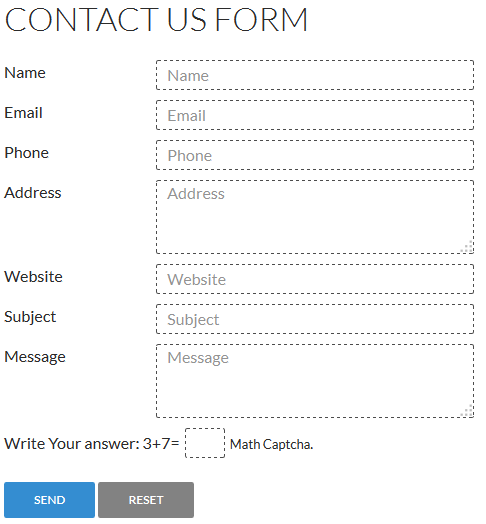 CONTACT US FORM
Name Name
Email Email
Phone Phone
Address Address
Website Website
Subject Subject
Message Message
Write Your answer: 3+7= Math Captcha.
SEND RESET